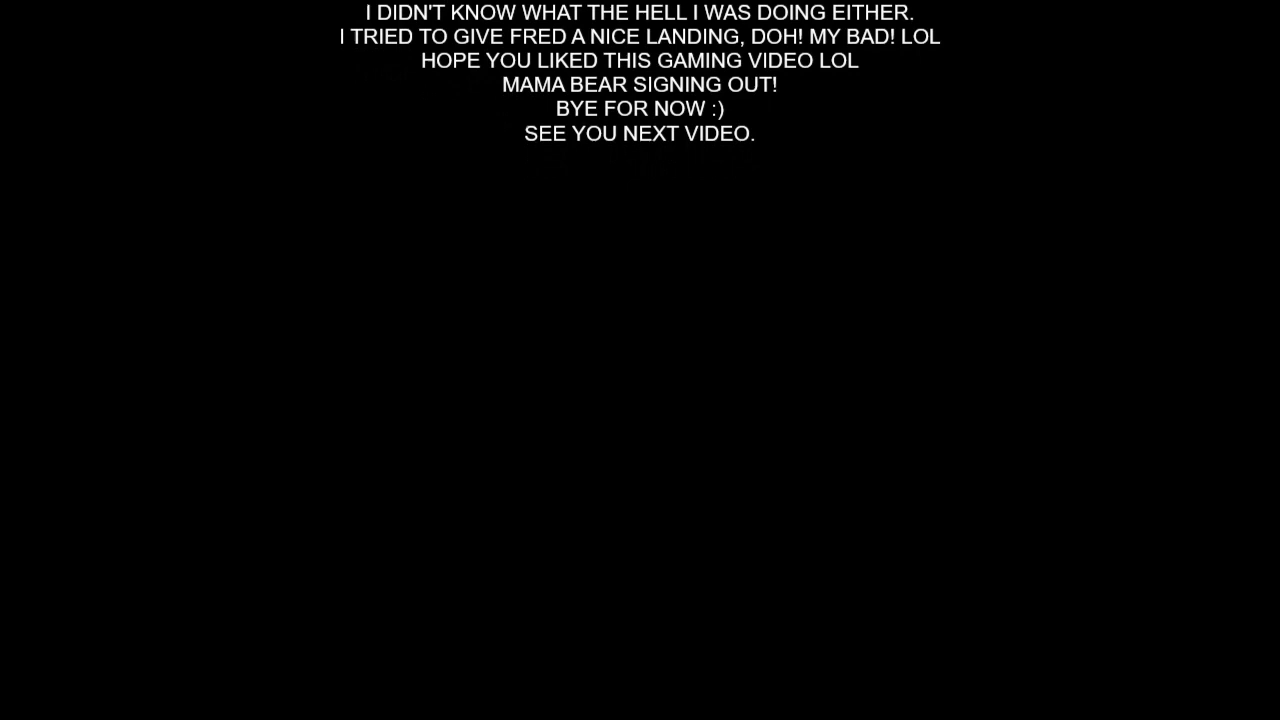 I DIDN'T KNOW WHAT THE HELL I WAS DOING EITHER.
I TRIED TO GIVE FRED A NICE LANDING, DOH! MY BAD! LOL
HOPE YOU LIKED THIS GAMING VIDEO LOL
MAMA BEAR SIGNING OUT!
BYE FOR NOW :)
SEE YOU NEXT VIDEO.